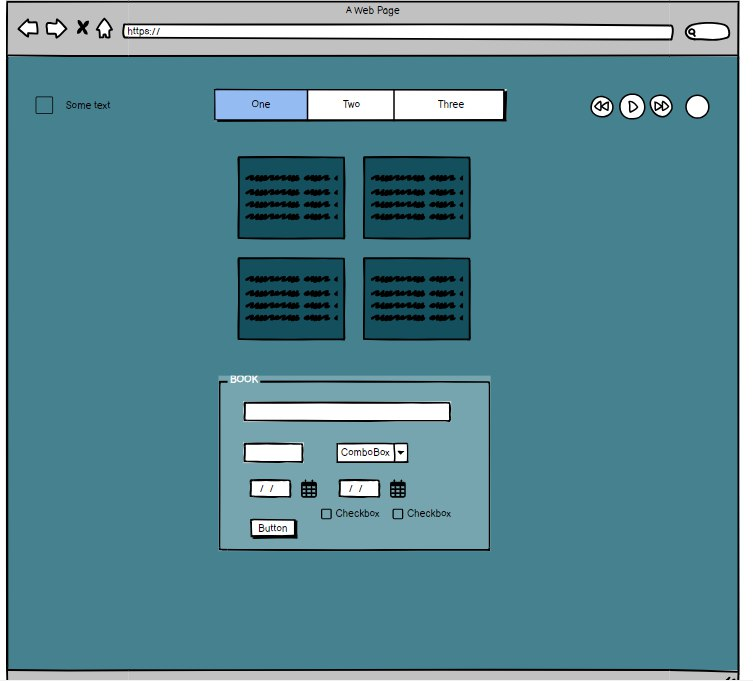 A Web Page
https://
Some text
One
Two
Three
BOOK
ComboBox
/ /
/ /
Checkbox
Checkbox
Button